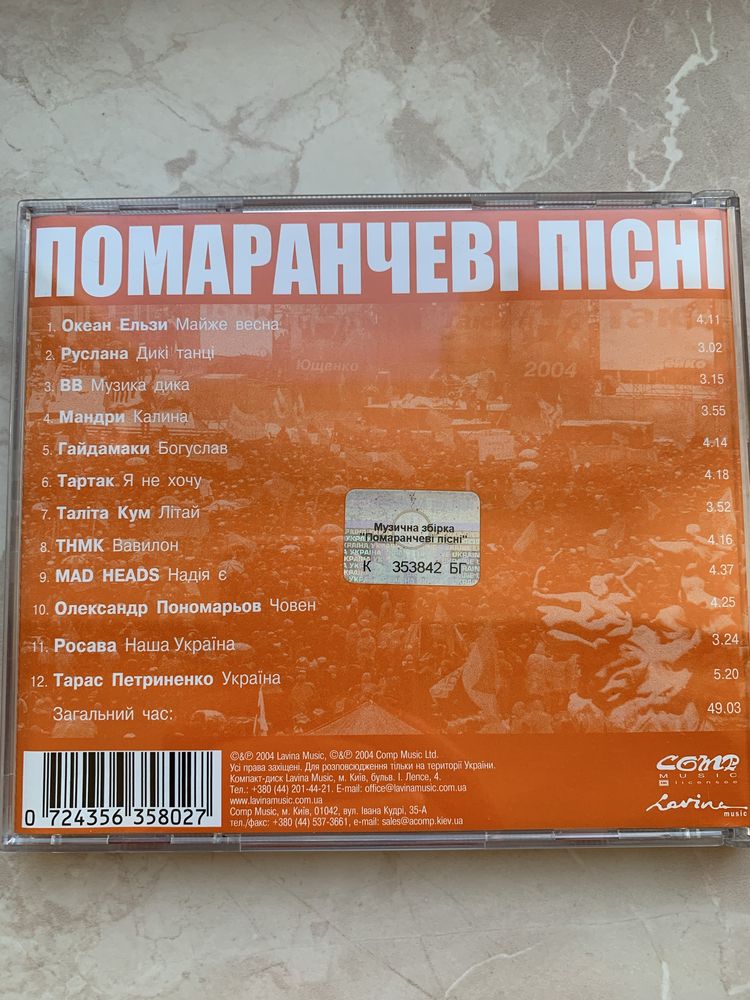 ПОМАРАНЧЕВІ ПІСНІ
1. Океан Ельзи Майже весна 4.11
2. Руслана Дикі танці 3.02
3. ВВ Музика дика 3.15
4. Мандри Калина 3.55
5. Гайдамаки Богуслав 4.14
6. Тартак Я не хочу 4.18
7. Таліта Кум Літай 3.52
8. ТНМК Вавилон 4.16
9. MAD HEADS Надія є 4.37
10. Олександр Пономарьов Човен 4.25
11. Росава Наша Україна 3.24
12. Тарас Петриненко Україна 5.20
Загальний час: 49.03
Ющенко
2004
Так!
Музична збірка
"Помаранчеві пісні"
К 353842 БГ
0 724356 358027
©&℗ 2004 Lavina Music, ©&℗ 2004 Comp Music Ltd.
Усі права захищені. Для розповсюдження тільки на території України.
Компакт-диск Lavina Music, м. Київ, бульв. І. Лепсе, 4.
Тел.: +380 (44) 201-44-21. E-mail: office@lavinamusic.com.ua
www.lavinamusic.com.ua
Comp Music, м. Київ, 01042, вул. Івана Кудрі, 35-А
тел./факс: +380 (44) 537-3661, e-mail: sales@acomp.kiev.ua
COMP
MUSIC
licensee
Lavina
music